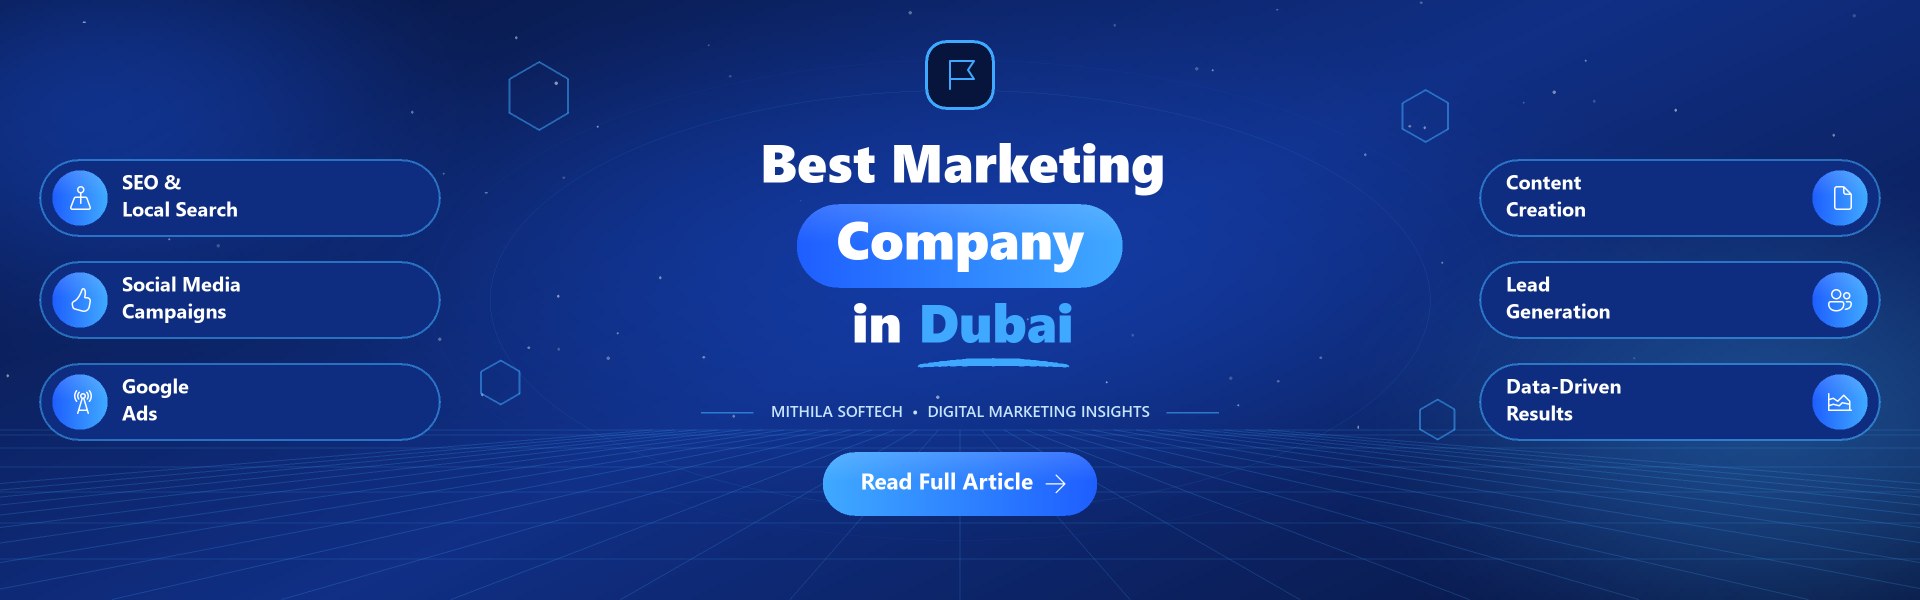 Best Marketing
Company
in Dubai
MITHILA SOFTECH • DIGITAL MARKETING INSIGHTS
Read Full Article →
SEO &
Local Search
Social Media
Campaigns
Google
Ads
Content
Creation
Lead
Generation
Data-Driven
Results